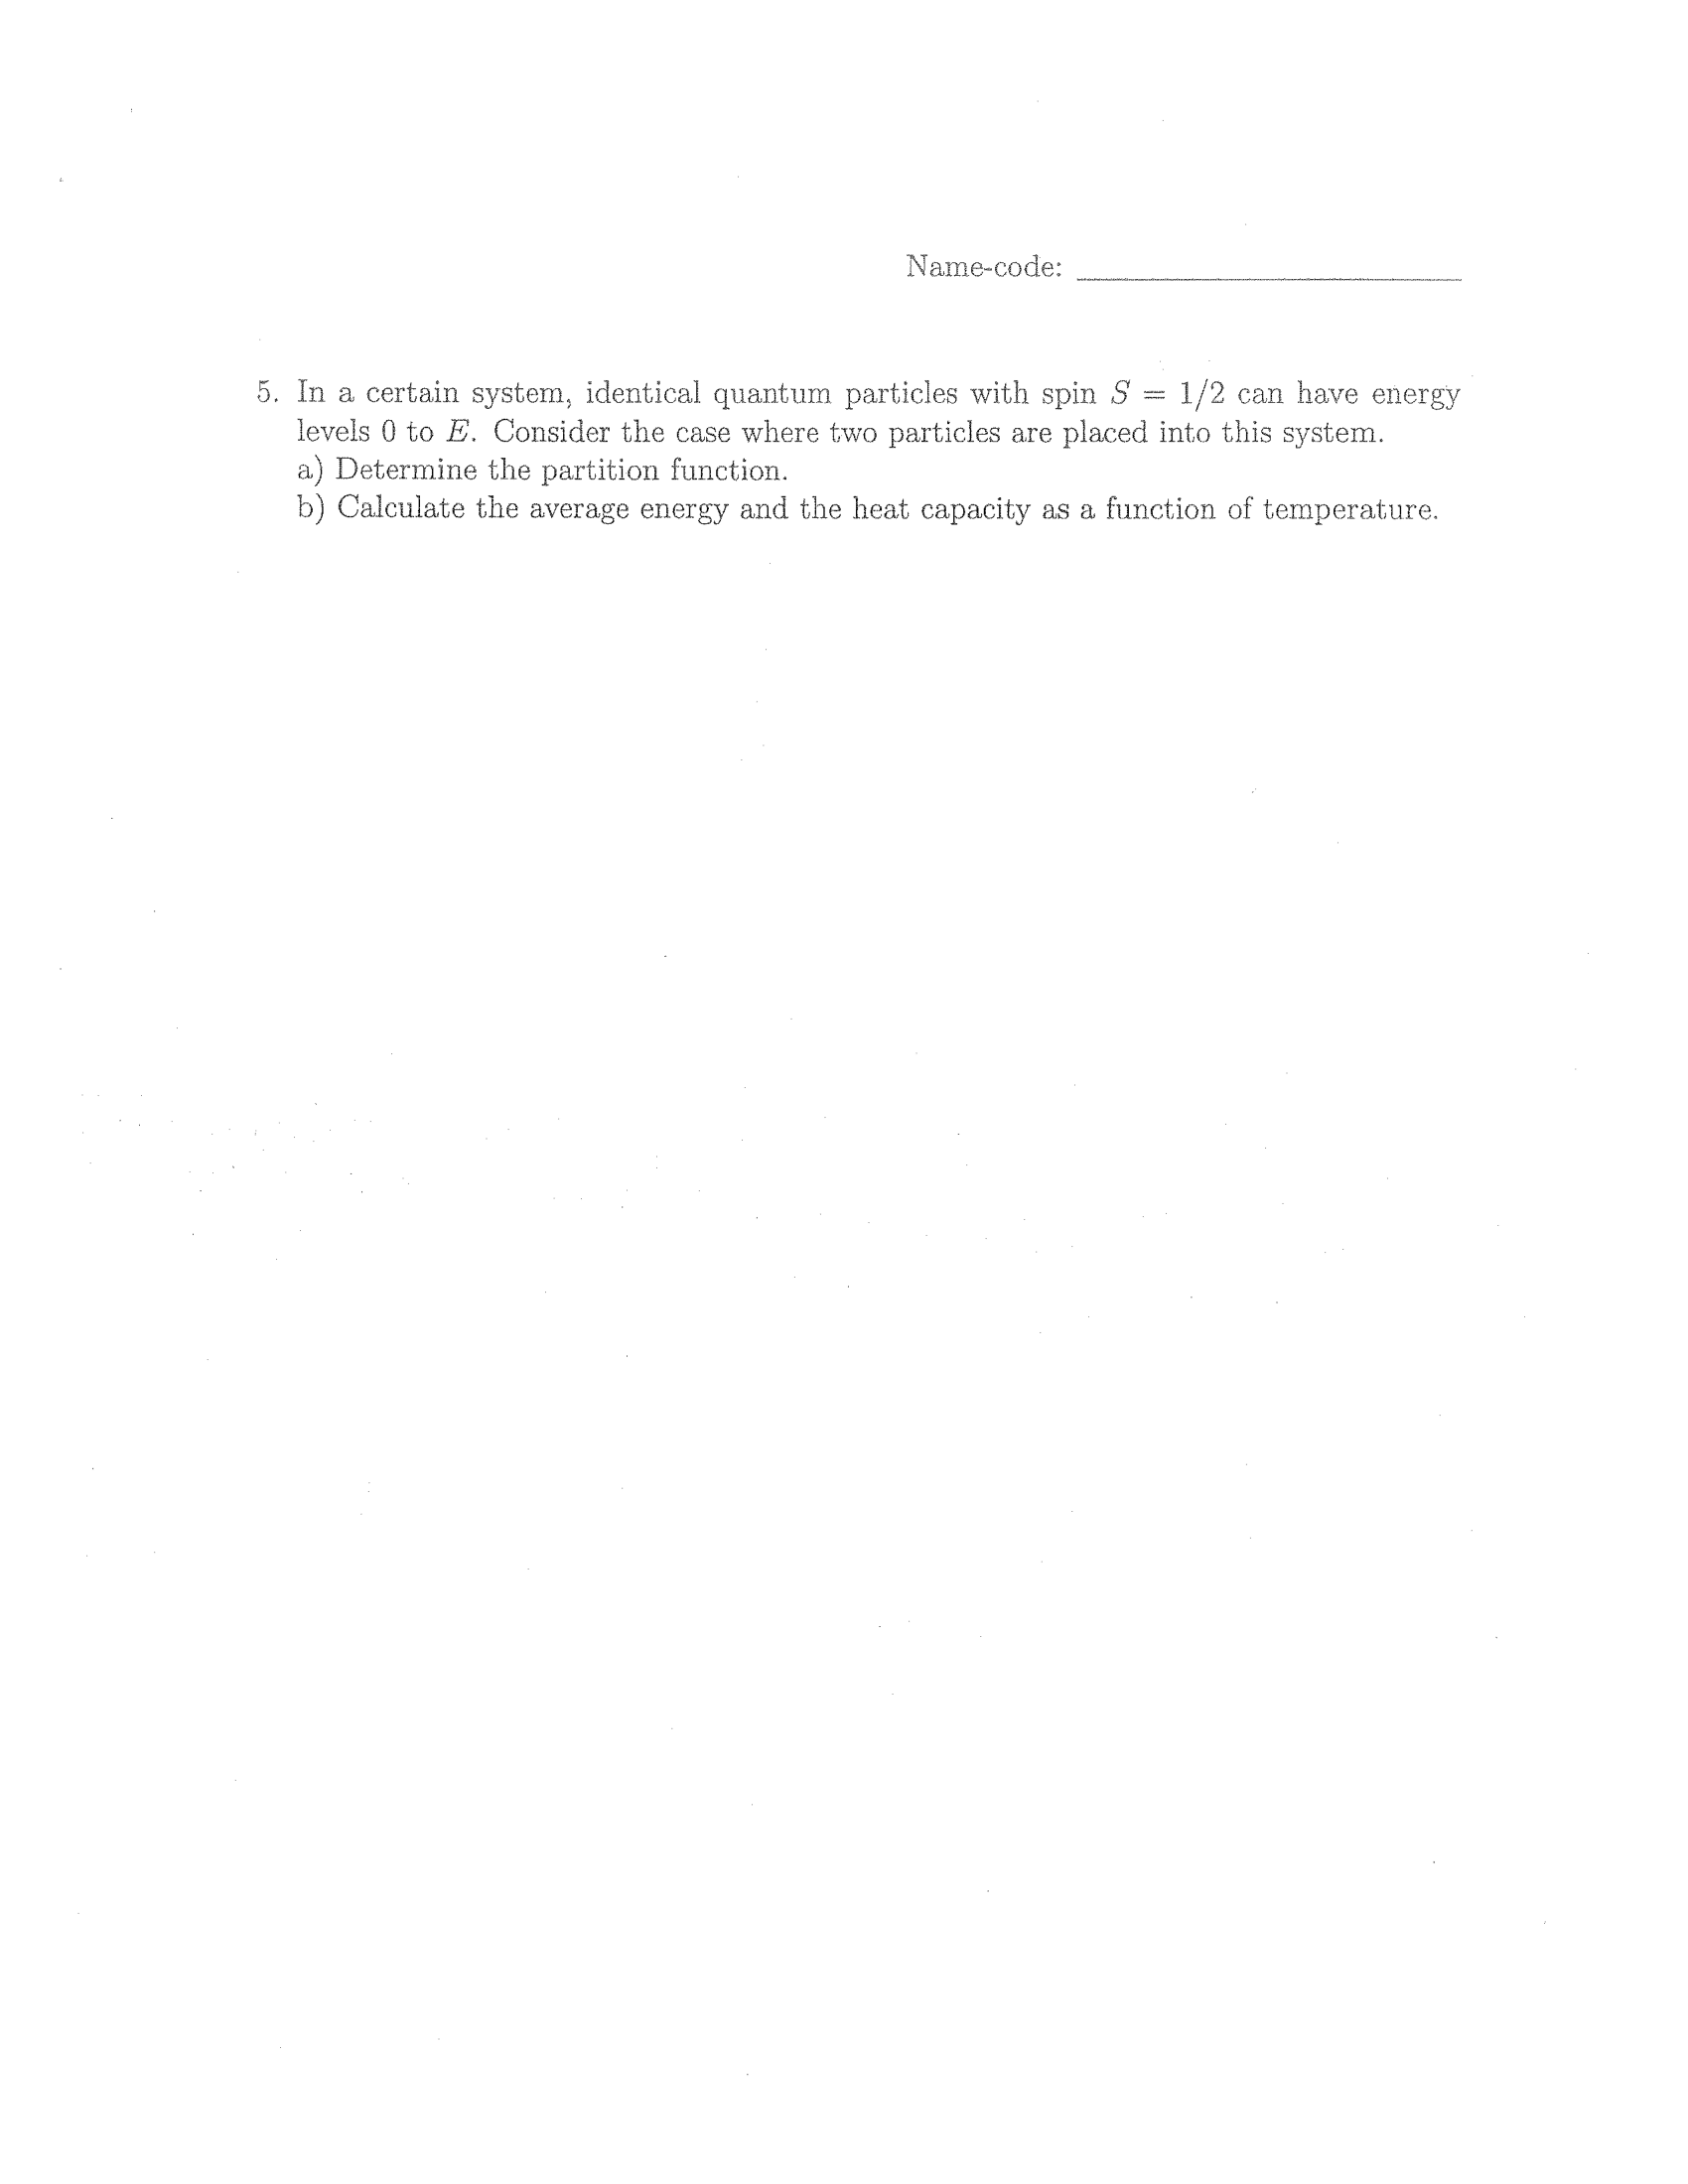 Name-code:
5. In a certain system, identical quantum particles with spin S = 1/2 can have energy
levels 0 to E. Consider the case where two particles are placed into this system.
a) Determine the partition function.
b) Calculate the average energy and the heat capacity as a function of temperature.